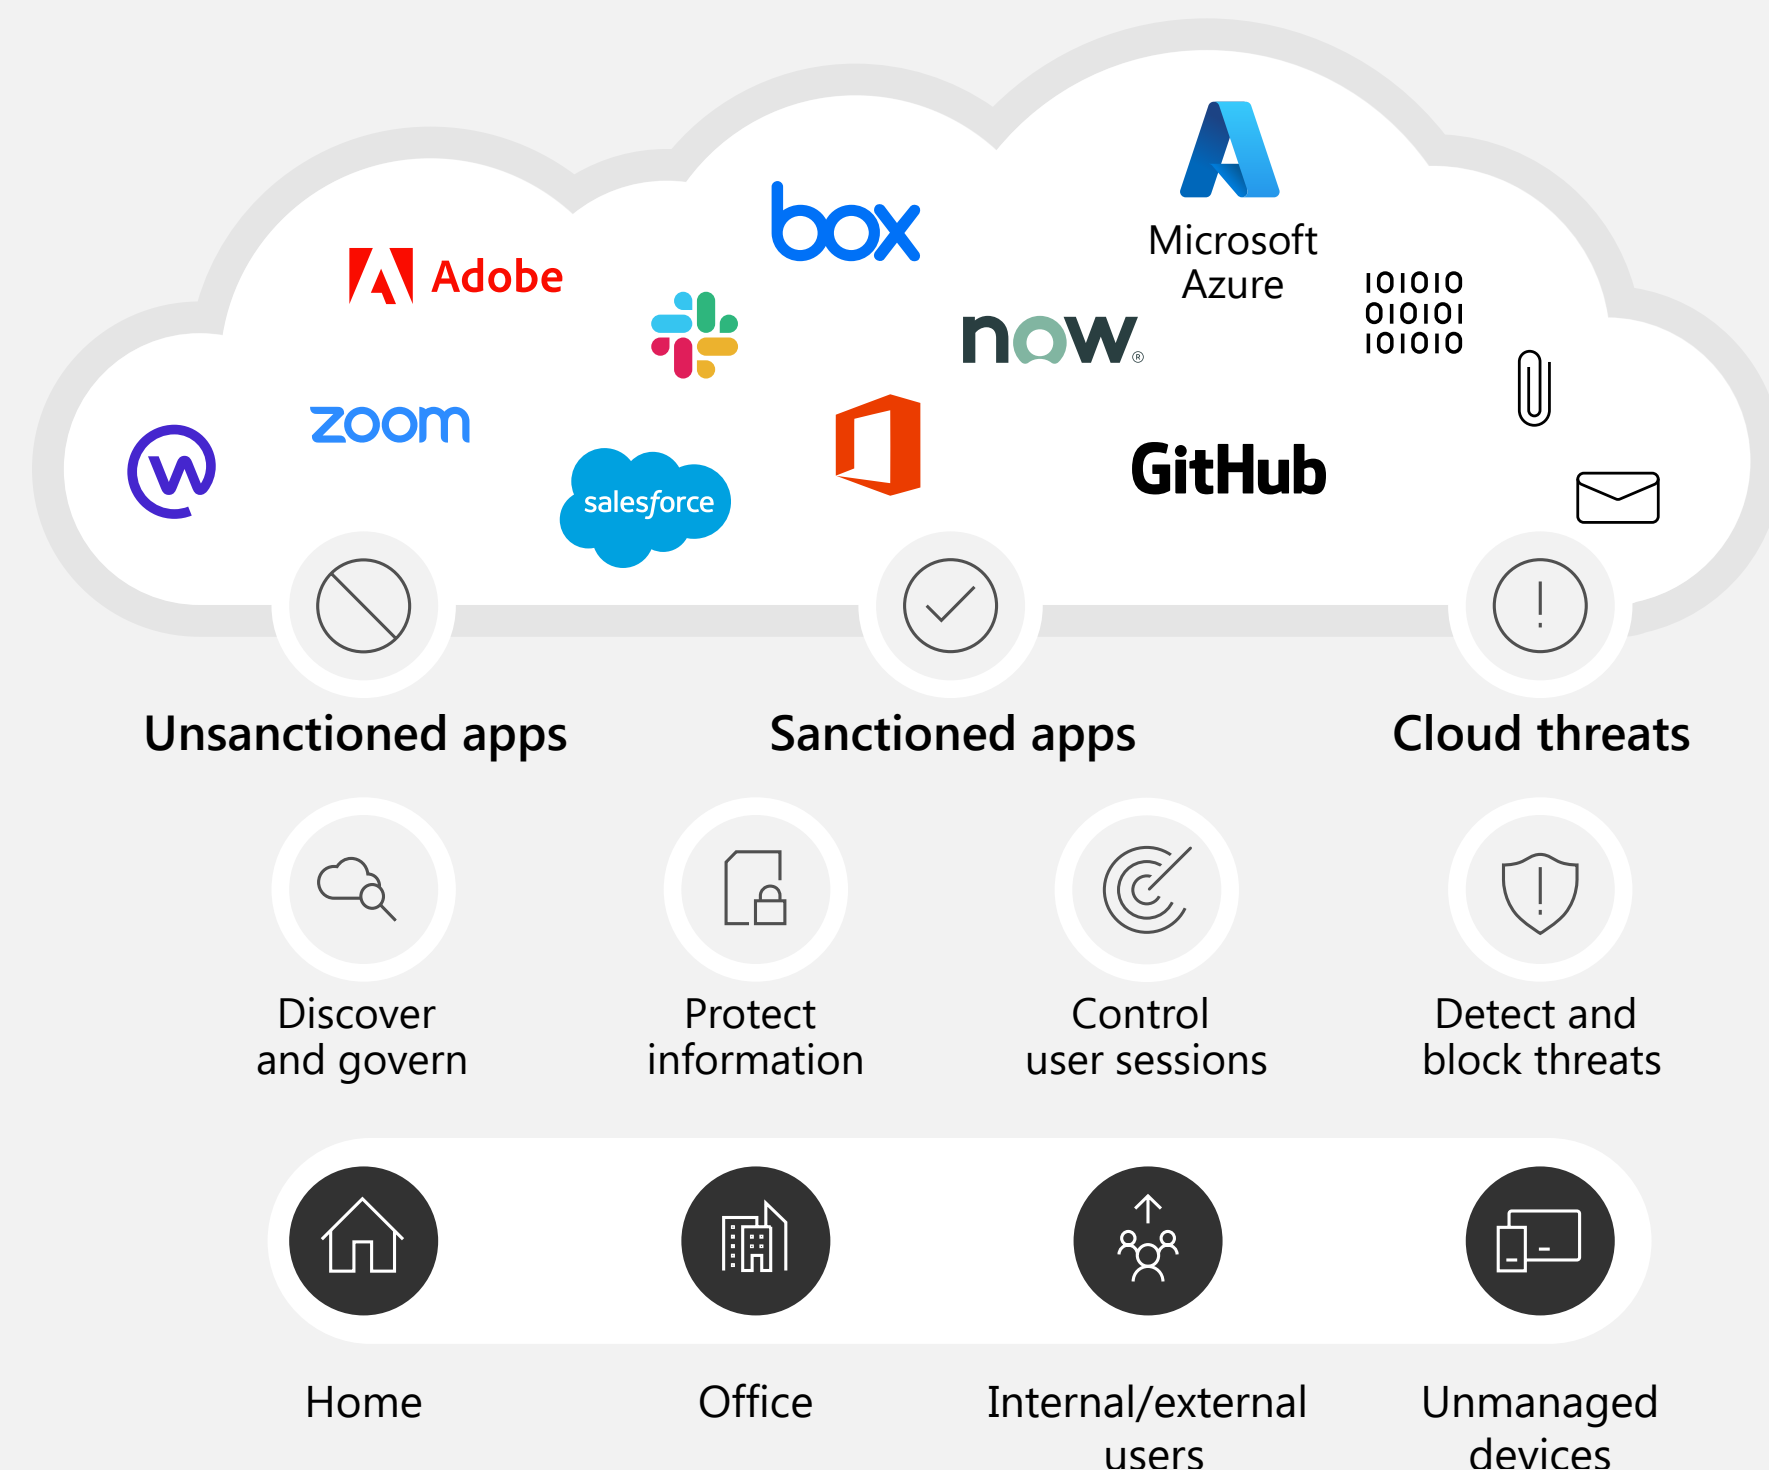 box
Microsoft
Azure
Adobe
101010
010101
101010
now®
zoom
GitHub
salesforce
Unsanctioned apps
Sanctioned apps
Cloud threats
Discover
and govern
Protect
information
Control
user sessions
Detect and
block threats
Home
Office
Internal/external
users
Unmanaged
devices